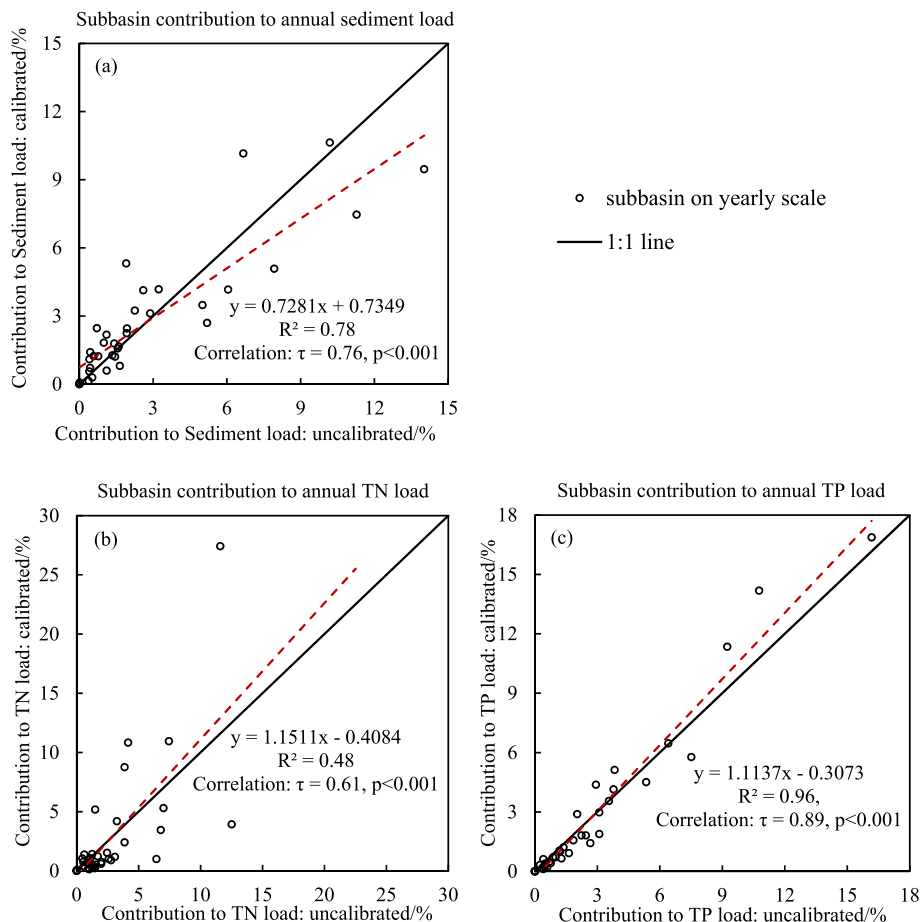 Subbasin contribution to annual sediment load
(a)
Contribution to Sediment load: calibrated/%
15
12
9
6
3
0
y = 0.7281x + 0.7349
R² = 0.78
Correlation: τ = 0.76, p<0.001
0 3 6 9 12 15
Contribution to Sediment load: uncalibrated/%
subbasin on yearly scale
1:1 line
Subbasin contribution to annual TN load
(b)
Contribution to TN load: calibrated/%
30
25
20
15
10
5
0
y = 1.1511x - 0.4084
R² = 0.48
Correlation: τ = 0.61, p<0.001
0 5 10 15 20 25 30
Contribution to TN load: uncalibrated/%
Subbasin contribution to annual TP load
(c)
Contribution to TP load: calibrated/%
18
15
12
9
6
3
0
y = 1.1137x - 0.3073
R² = 0.96,
Correlation: τ = 0.89, p<0.001
0 3 6 9 12 15 18
Contribution to TP load: uncalibrated/%